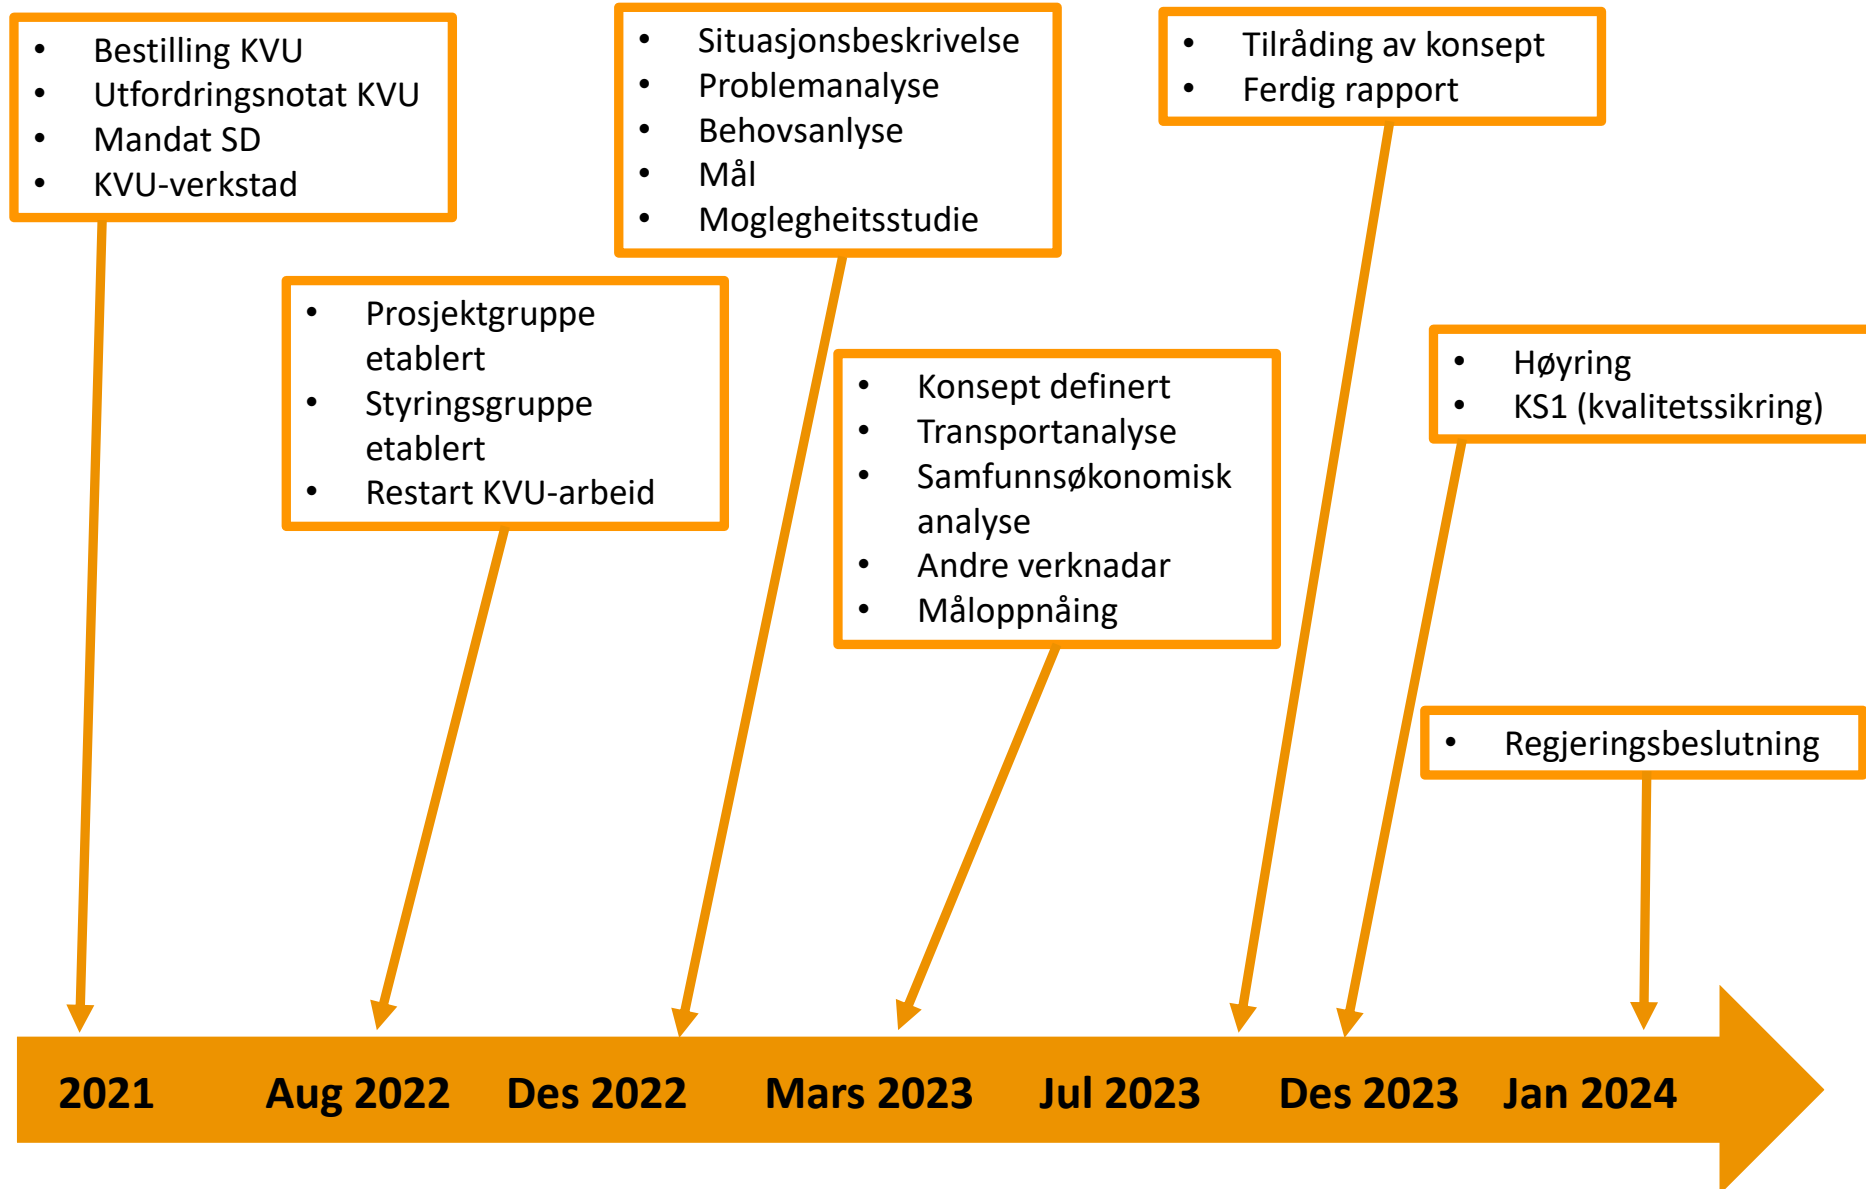 • Bestilling KVU
• Utfordringsnotat KVU
• Mandat SD
• KVU-verkstad
• Situasjonsbeskrivelse
• Problemanalyse
• Behovsanlyse
• Mål
• Moglegheitsstudie
• Tilråding av konsept
• Ferdig rapport
• Prosjektgruppe
etablert
• Styringsgruppe
etablert
• Restart KVU-arbeid
• Konsept definert
• Transportanalyse
• Samfunnsøkonomisk
analyse
• Andre verknadar
• Måloppnåing
• Høyring
• KS1 (kvalitetssikring)
• Regjeringsbeslutning
2021 Aug 2022 Des 2022 Mars 2023 Jul 2023 Des 2023 Jan 2024